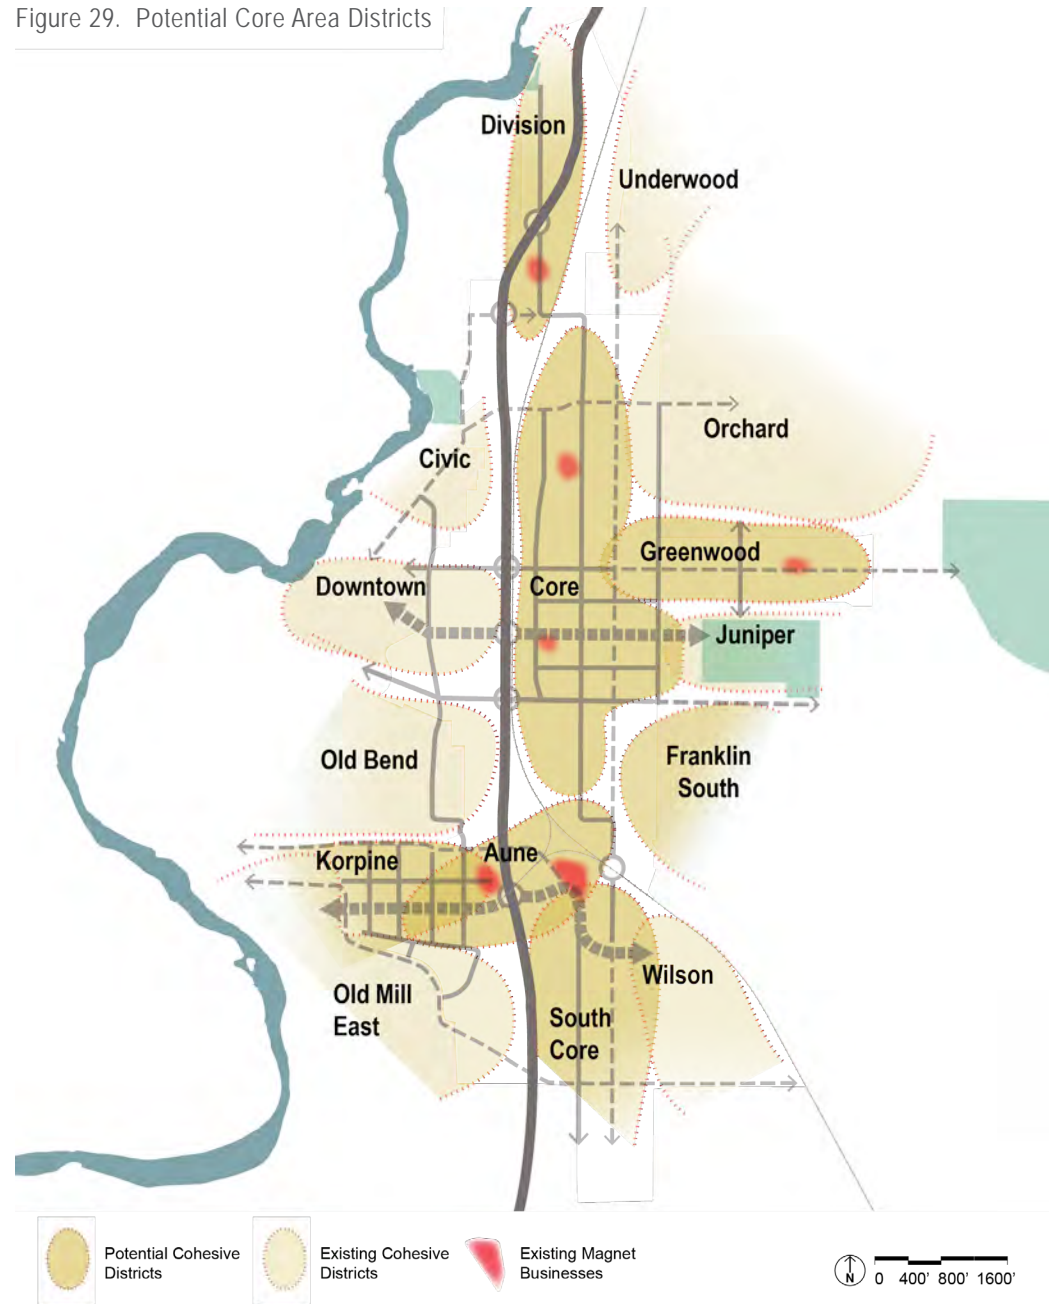 Figure 29. Potential Core Area Districts
Division
Underwood
Orchard
Civic
Greenwood
Downtown
Core
Juniper
Old Bend
Franklin
South
Aune
Korpine
Wilson
Old Mill
East
South
Core
Potential Cohesive
Districts
Existing Cohesive
Districts
Existing Magnet
Businesses
N
0 400' 800' 1600'